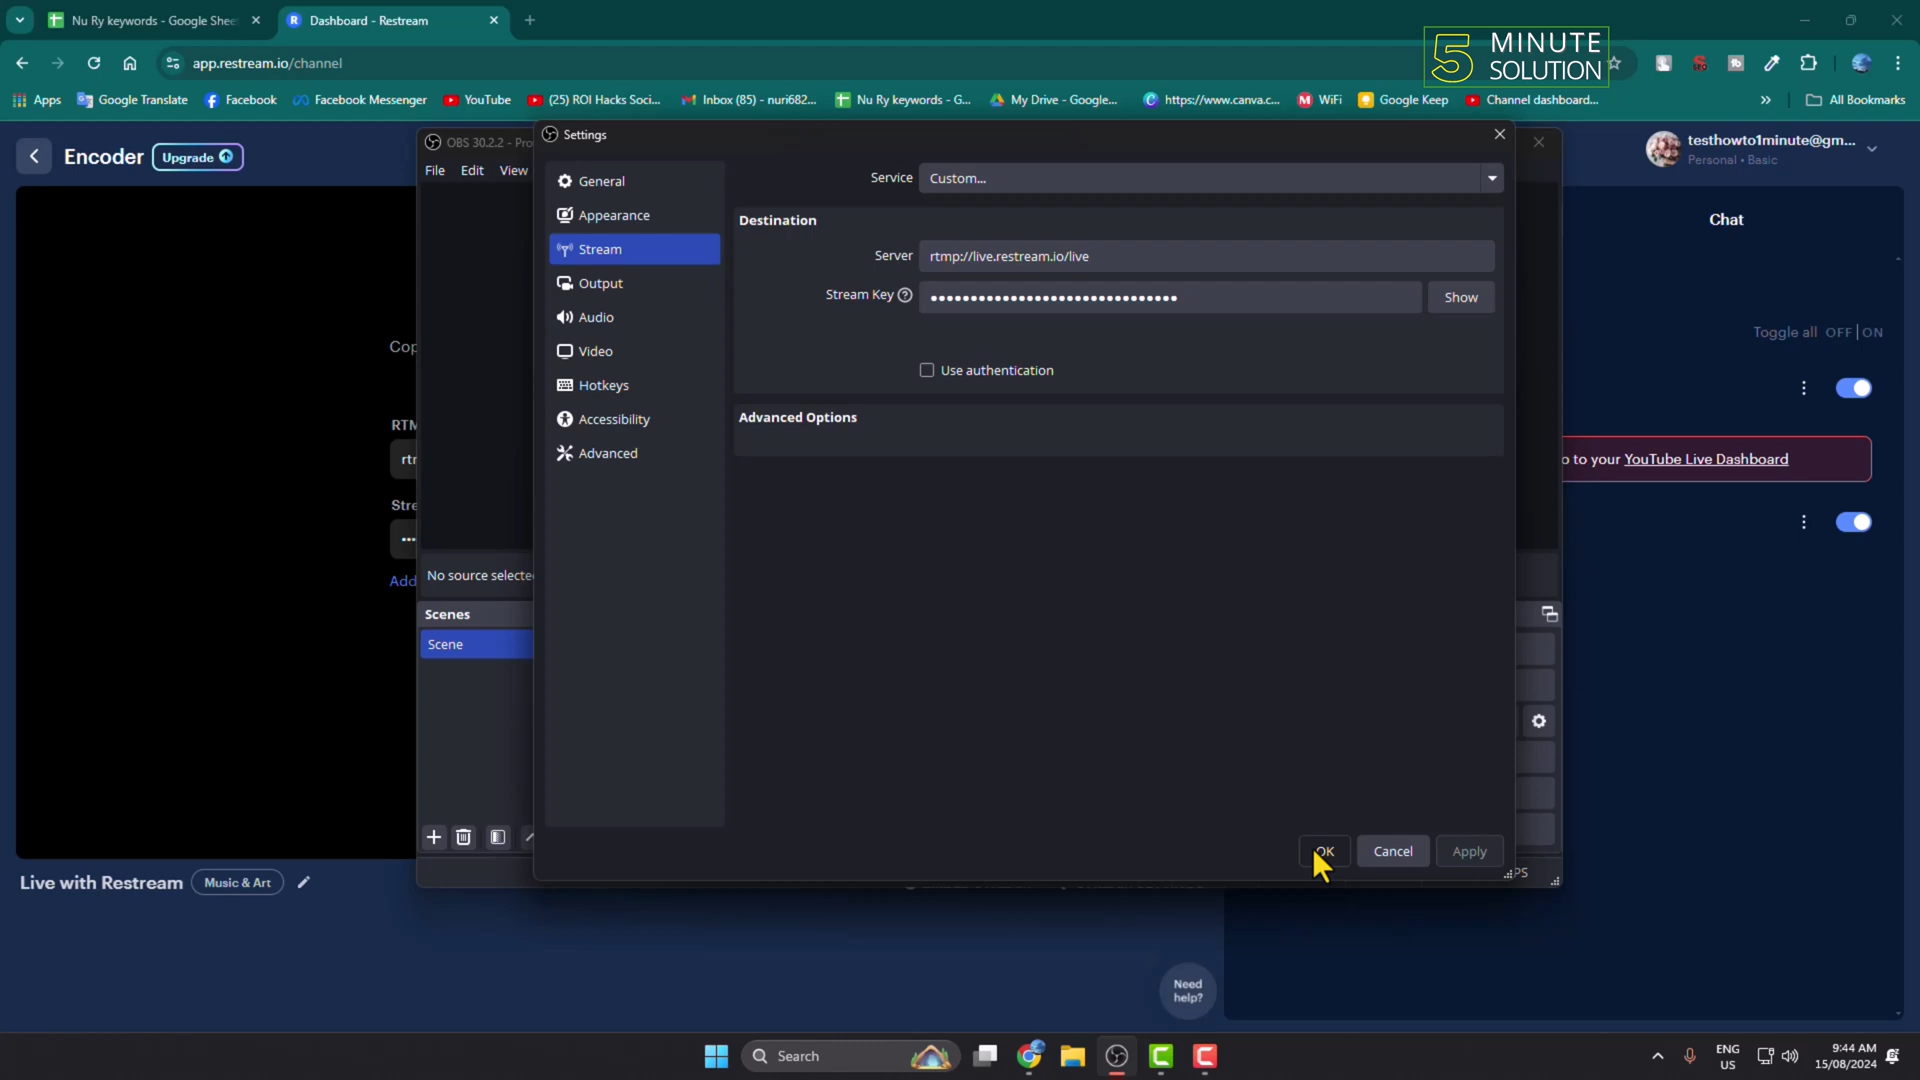 Nu Ry keywords - Google Shee
Dashboard - Restream
app.restream.io/channel
5 MINUTE SOLUTION
Apps
Google Translate
Facebook
Facebook Messenger
YouTube
(25) ROI Hacks Soci...
Inbox (85) - nuri682...
Nu Ry keywords - G...
My Drive - Google...
https://www.canva.c...
WiFi
Google Keep
Channel dashboard...
All Bookmarks
Encoder
Upgrade
testhowto1minute@gm...
Personal • Basic
OBS 30.2.2 - Pro
File Edit View
Settings
General
Appearance
Stream
Output
Audio
Video
Hotkeys
Accessibility
Advanced
Service Custom...
Destination
Server rtmp://live.restream.io/live
Stream Key ? •••••••••••••••••••••••••••••••
Show
Use authentication
Advanced Options
Chat
Toggle all OFF | ON
o to your YouTube Live Dashboard
Cop
RTM
rtr
Stre
Add
No source selecte
Scenes
Scene
OK
Cancel
Apply
PS
Live with Restream
Music & Art
Need
help?
Search
ENG
US
9:44 AM
15/08/2024